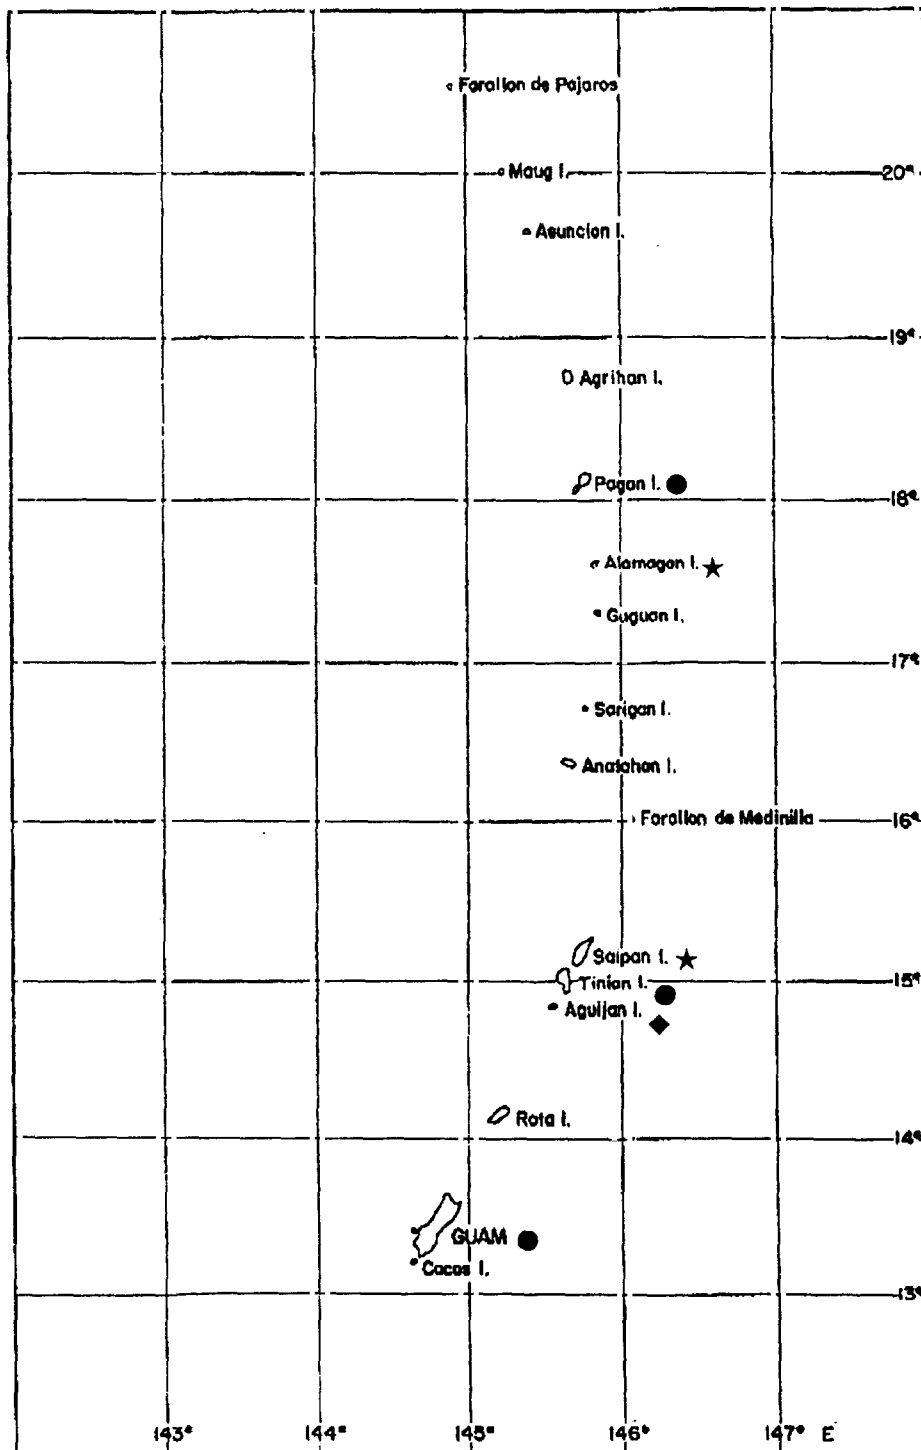 Farallon de Pajaros
Maug I.
20°
Asuncion I.
19°
Agrihan I.
Pagan I.
18°
Alamagan I.
Guguan I.
17°
Sarigan I.
Anatahan I.
Farallon de Medinilla
16°
Saipan I.
15°
Tinian I.
Aguijan I.
Rota I.
14°
GUAM
Cocos I.
13°
143° 144° 145° 146° 147° E